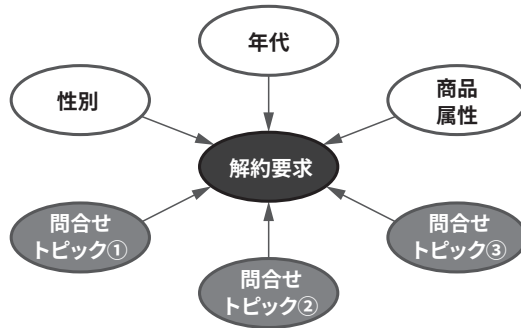 年代
性別
商品
属性
解約要求
問合せ
トピック①
問合せ
トピック②
問合せ
トピック③